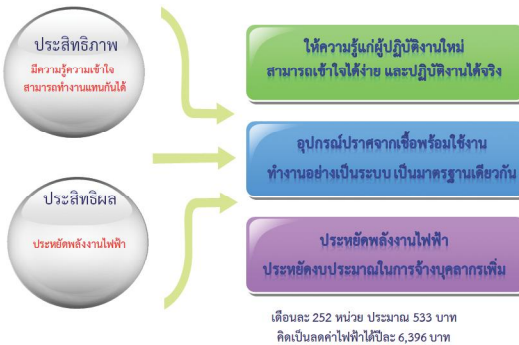 ประสิทธิภาพ
มีความรู้ความเข้าใจ
สามารถทำงานแทนกันได้
ประสิทธิผล
ประหยัดพลังงานไฟฟ้า
ให้ความรู้แก่ผู้ปฏิบัติงานใหม่
สามารถเข้าใจได้ง่าย และปฏิบัติงานได้จริง
อุปกรณ์ปราศจากเชื้อพร้อมใช้งาน
ทำงานอย่างเป็นระบบ เป็นมาตรฐานเดียวกัน
ประหยัดพลังงานไฟฟ้า
ประหยัดงบประมาณในการจ้างบุคลากรเพิ่ม
เดือนละ 252 หน่วย ประมาณ 533 บาท
คิดเป็นลดค่าไฟฟ้าได้ปีละ 6,396 บาท